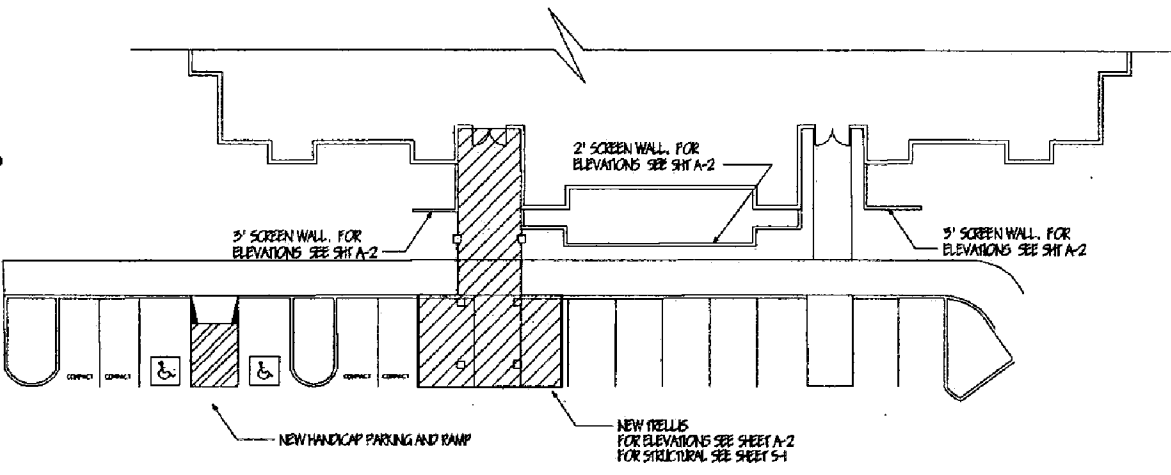 2' SCREEN WALL. FOR
ELEVATIONS SEE SHT A-2
3' SCREEN WALL. FOR
ELEVATIONS SEE SHT A-2
3' SCREEN WALL. FOR
ELEVATIONS SEE SHT A-2
COMPACT
COMPACT
COMPACT
COMPACT
NEW HANDICAP PARKING AND RAMP
NEW TRELLIS
FOR ELEVATIONS SEE SHEET A-2
FOR STRUCTURAL SEE SHEET S-1